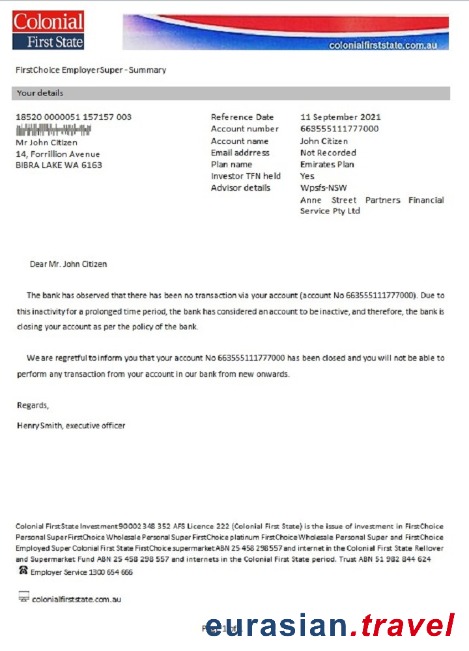 Colonial
First State
colonialfirststate.com.au
FirstChoice EmployerSuper - Summary
Your details
18520 0000051 157157 003
Mr John Citizen
14, Forrillion Avenue
BIBRA LAKE WA 6163
Reference Date 11 September 2021
Account number 663555111777000
Account name John Citizen
Email addrress Not Recorded
Plan name Emirates Plan
Investor TFN held Yes
Advisor details Wpsfs-NSW
Anne Street Partners Financial
Service Pty Ltd
Dear Mr. John Citizen
The bank has observed that there has been no transaction via your account (account No 663555111777000). Due to
this inactivity for a prolonged time period, the bank has considered an account to be inactive, and therefore, the bank is
closing your account as per the policy of the bank.
We are regretful to inform you that your account No 663555111777000 has been closed and you will not be able to
perform any transaction from your account in our bank from new onwards.
Regards,
Henry Smith, executive officer
Colonial First State Investment 90002 348 352 AFS Licence 222 (Colonial First State) is the issue of investment in FirstChoice
Personal Super FirstChoice Wholesale Personal Super FirstChoice platinum FirstChoice Wholesale Personal Super and FirstChoice
Employed Super Colonial First State FirstChoice supermarket ABN 25 458 298 557 and internet in the Colonial First State Rellover
and Supermarket Fund ABN 25 458 298 557 and internets in the Colonial First State period. Trust ABN 51 982 844 624
Employer Service 1300 654 666
colonialfirststate.com.au
eurasian.travel